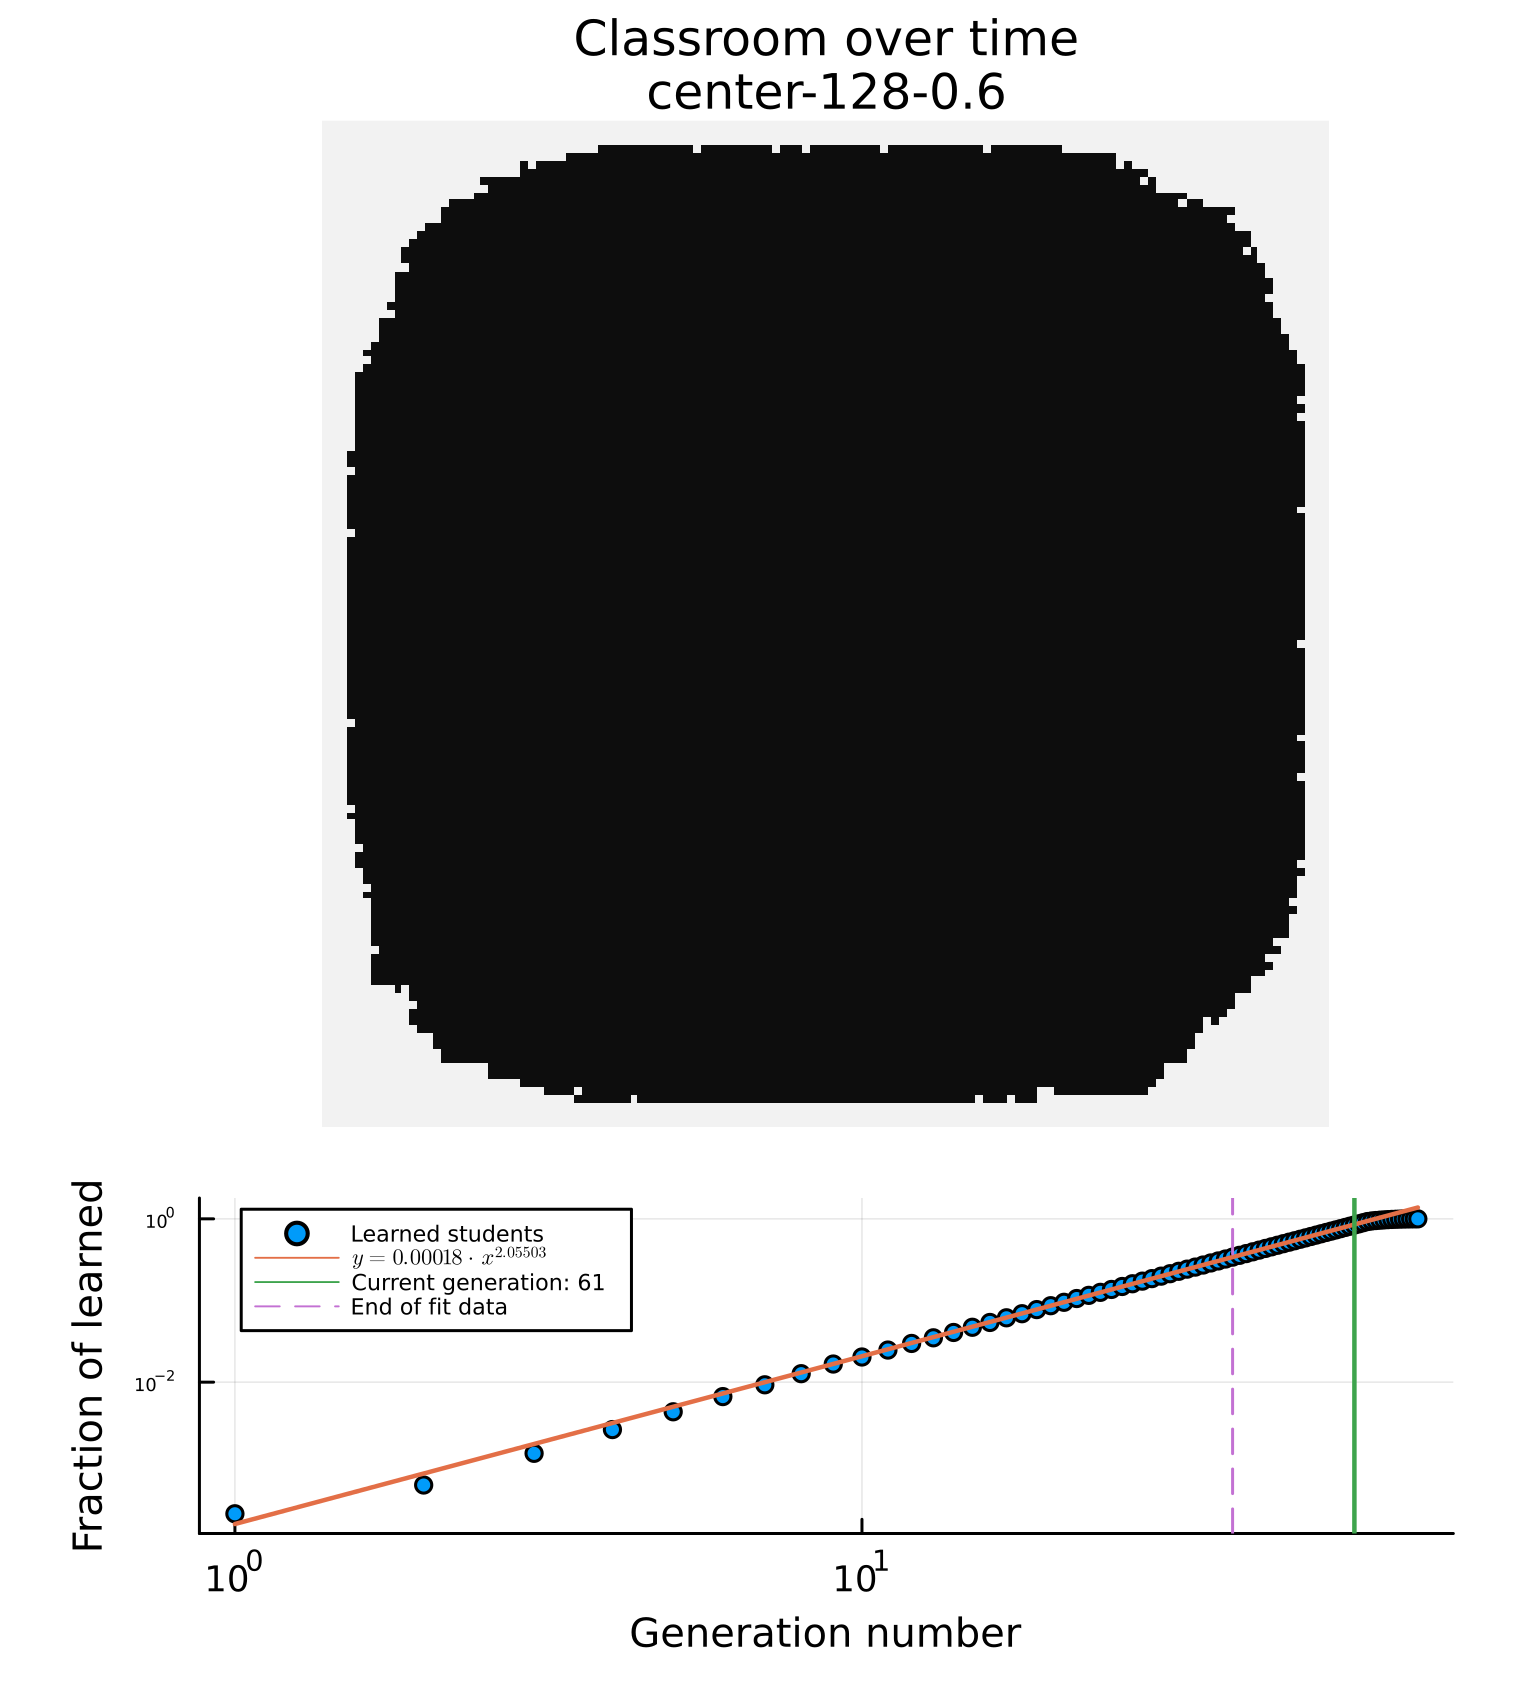 Classroom over time
center-128-0.6
Fraction of learned
10^0
10^−2
Learned students
y = 0.00018 · x^2.05503
Current generation: 61
End of fit data
10^0
10^1
Generation number